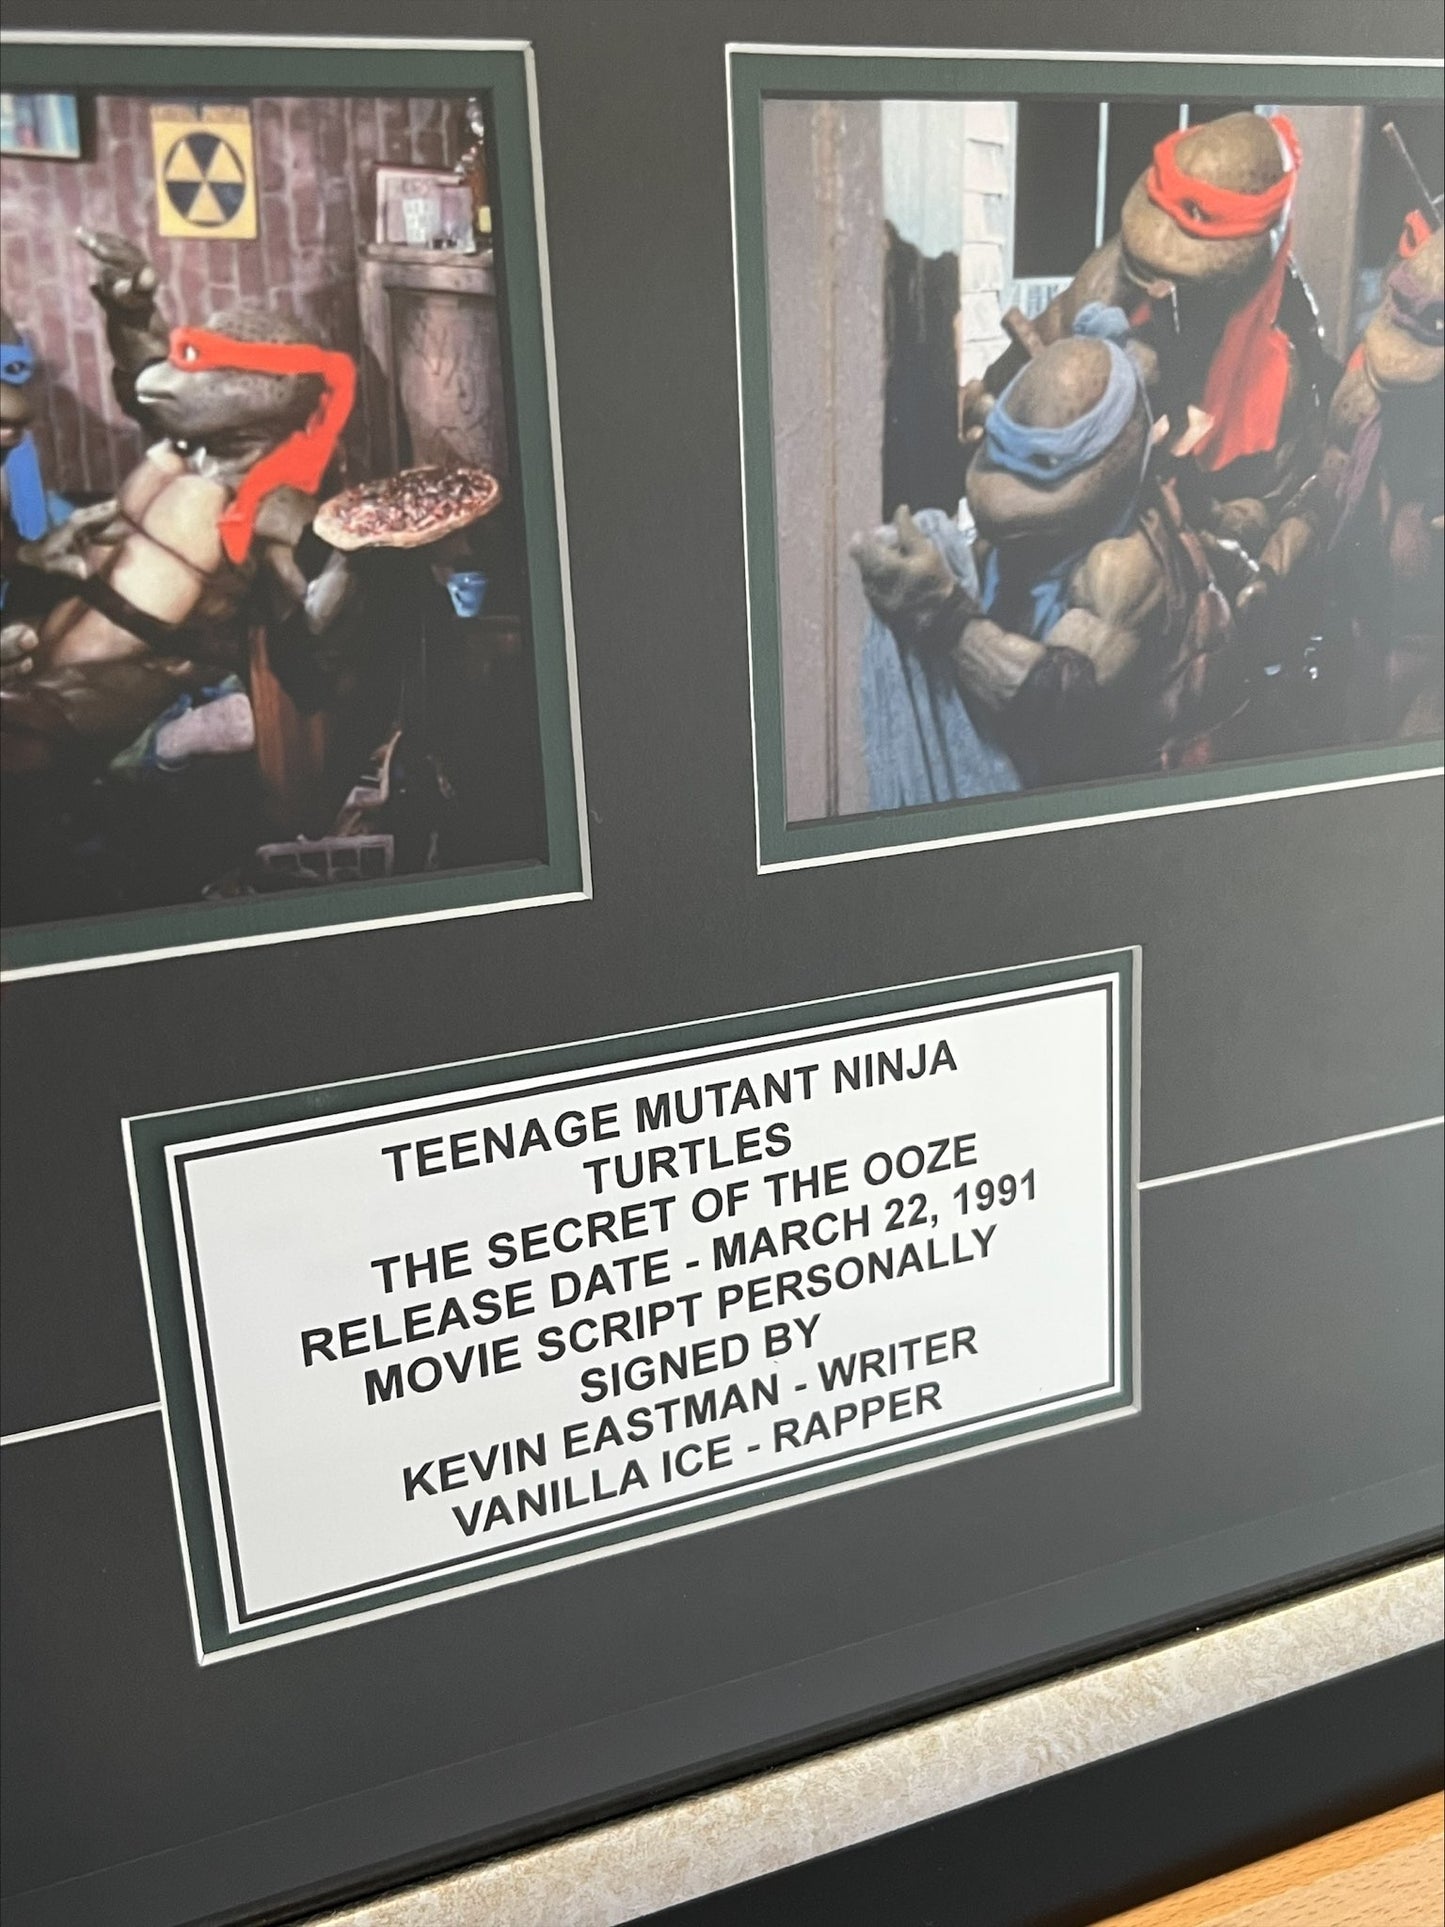 TEENAGE MUTANT NINJA
TURTLES
THE SECRET OF THE OOZE
RELEASE DATE - MARCH 22, 1991
MOVIE SCRIPT PERSONALLY
SIGNED BY
KEVIN EASTMAN - WRITER
VANILLA ICE - RAPPER